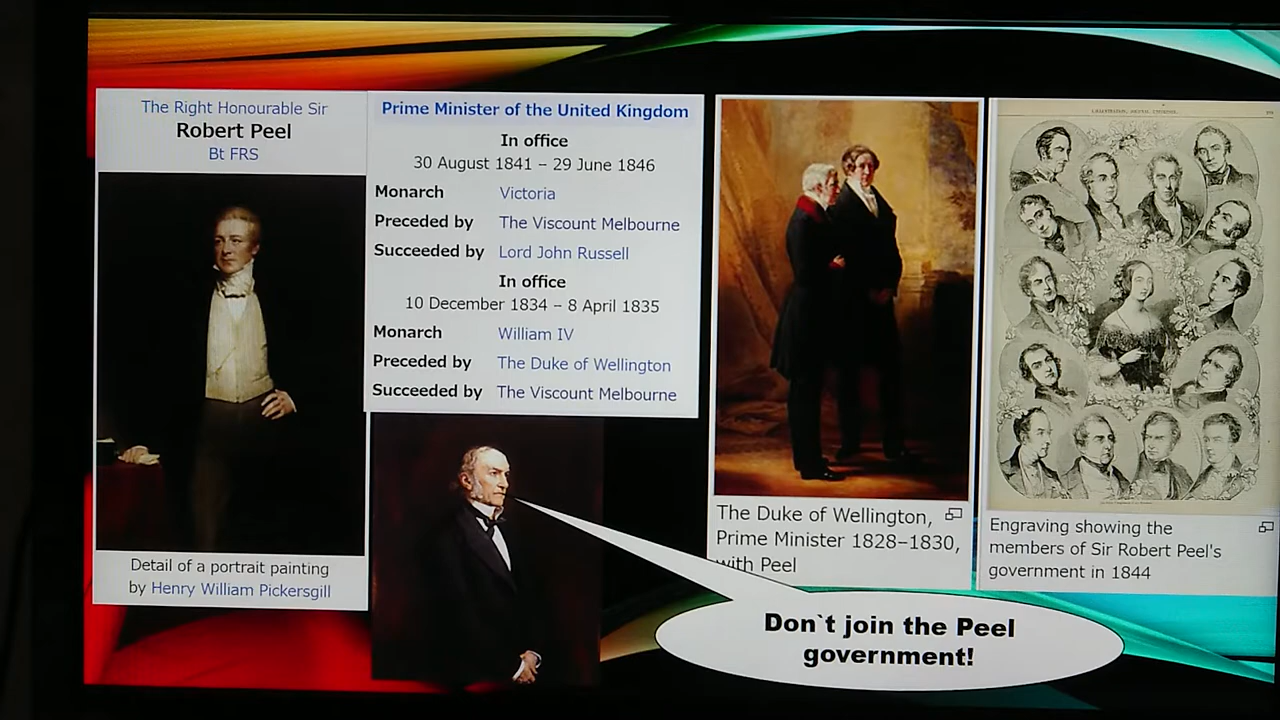 The Right Honourable Sir
Robert Peel
Bt FRS
Detail of a portrait painting
by Henry William Pickersgill
Prime Minister of the United Kingdom
In office
30 August 1841 – 29 June 1846
Monarch Victoria
Preceded by The Viscount Melbourne
Succeeded by Lord John Russell
In office
10 December 1834 – 8 April 1835
Monarch William IV
Preceded by The Duke of Wellington
Succeeded by The Viscount Melbourne
The Duke of Wellington,
Prime Minister 1828–1830,
with Peel
Engraving showing the
members of Sir Robert Peel's
government in 1844
Don`t join the Peel
government!